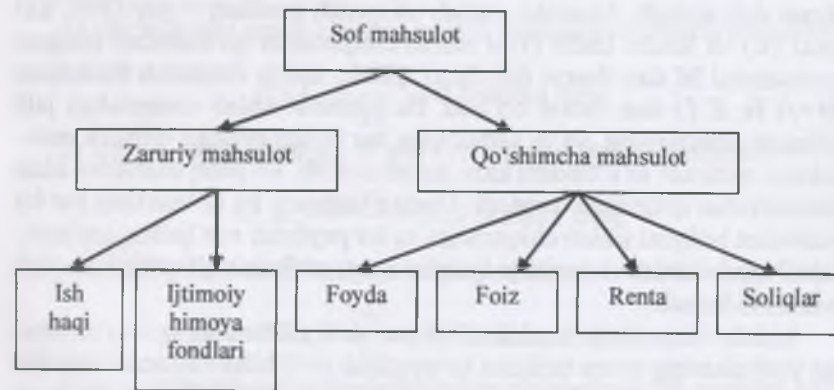 Sof mahsulot
Zaruriy mahsulot
Qo‘shimcha mahsulot
Ish
haqi
Ijtimoiy
himoya
fondlari
Foyda
Foiz
Renta
Soliqlar